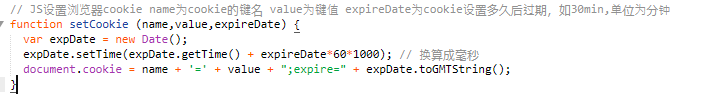 // JS设置浏览器cookie name为cookie的键名 value为键值 expireDate为cookie设置多久后过期，如30min,单位为分钟
function setCookie (name,value,expireDate) {
  var expDate = new Date();
  expDate.setTime(expDate.getTime() + expireDate*60*1000); // 换算成毫秒
  document.cookie = name + '=' + value + ";expire=" + expDate.toGMTString();
}